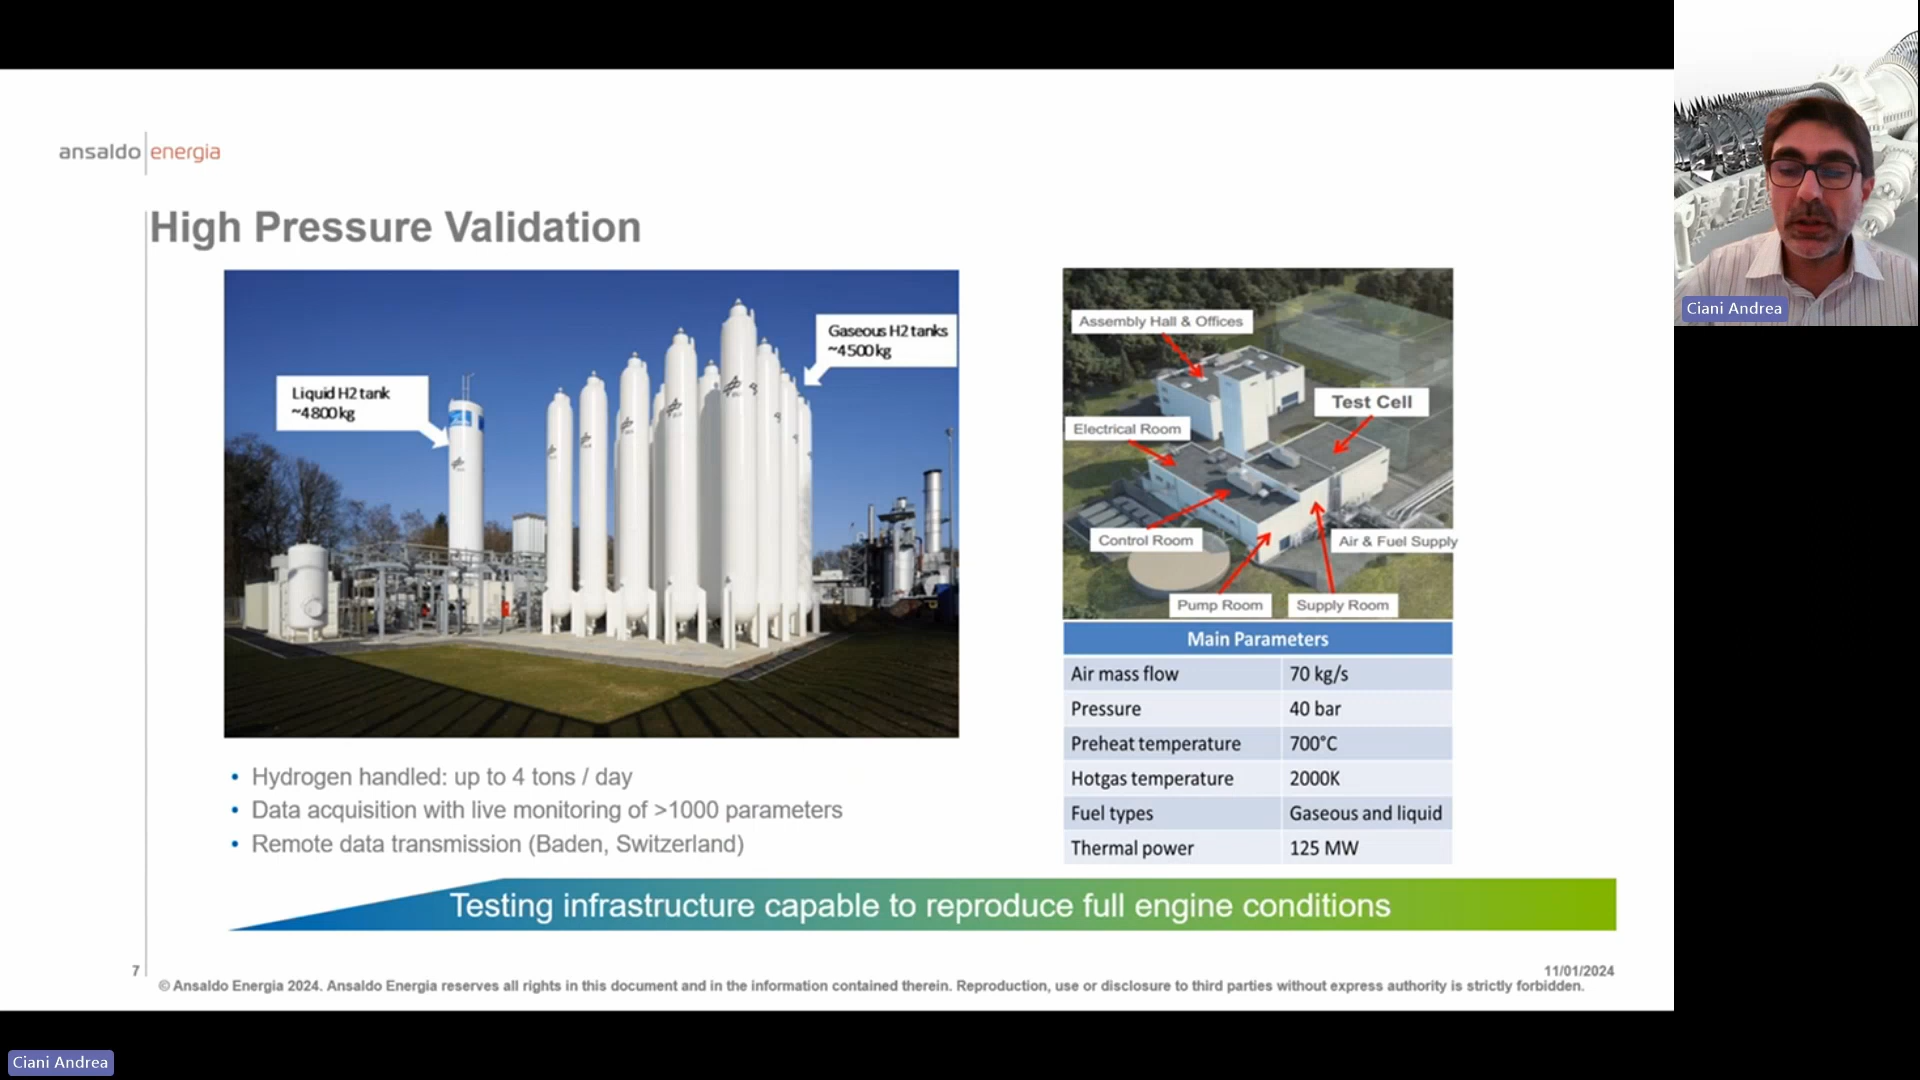 ansaldo energia
High Pressure Validation
Liquid H2 tank
~4800 kg
Gaseous H2 tanks
~4500 kg
Assembly Hall & Offices
Test Cell
Electrical Room
Control Room
Air & Fuel Supply
Pump Room
Supply Room
Main Parameters
Air mass flow 70 kg/s
Pressure 40 bar
Preheat temperature 700°C
Hotgas temperature 2000K
Fuel types Gaseous and liquid
Thermal power 125 MW
• Hydrogen handled: up to 4 tons / day
• Data acquisition with live monitoring of >1000 parameters
• Remote data transmission (Baden, Switzerland)
Testing infrastructure capable to reproduce full engine conditions
7
11/01/2024
© Ansaldo Energia 2024. Ansaldo Energia reserves all rights in this document and in the information contained therein. Reproduction, use or disclosure to third parties without express authority is strictly forbidden.
Ciani Andrea
Ciani Andrea